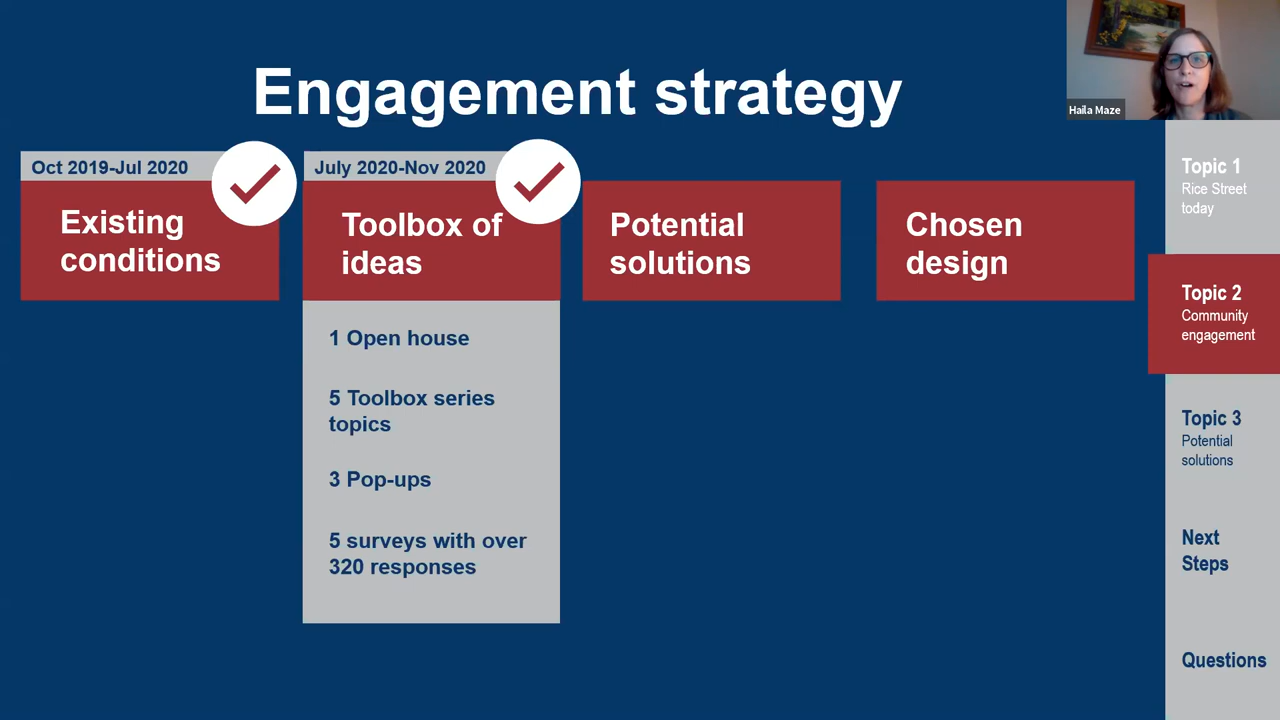 Engagement strategy
Haila Maze
Oct 2019-Jul 2020
Existing
conditions
July 2020-Nov 2020
Toolbox of
ideas
1 Open house
5 Toolbox series
topics
3 Pop-ups
5 surveys with over
320 responses
Potential
solutions
Chosen
design
Topic 1
Rice Street
today
Topic 2
Community
engagement
Topic 3
Potential
solutions
Next
Steps
Questions